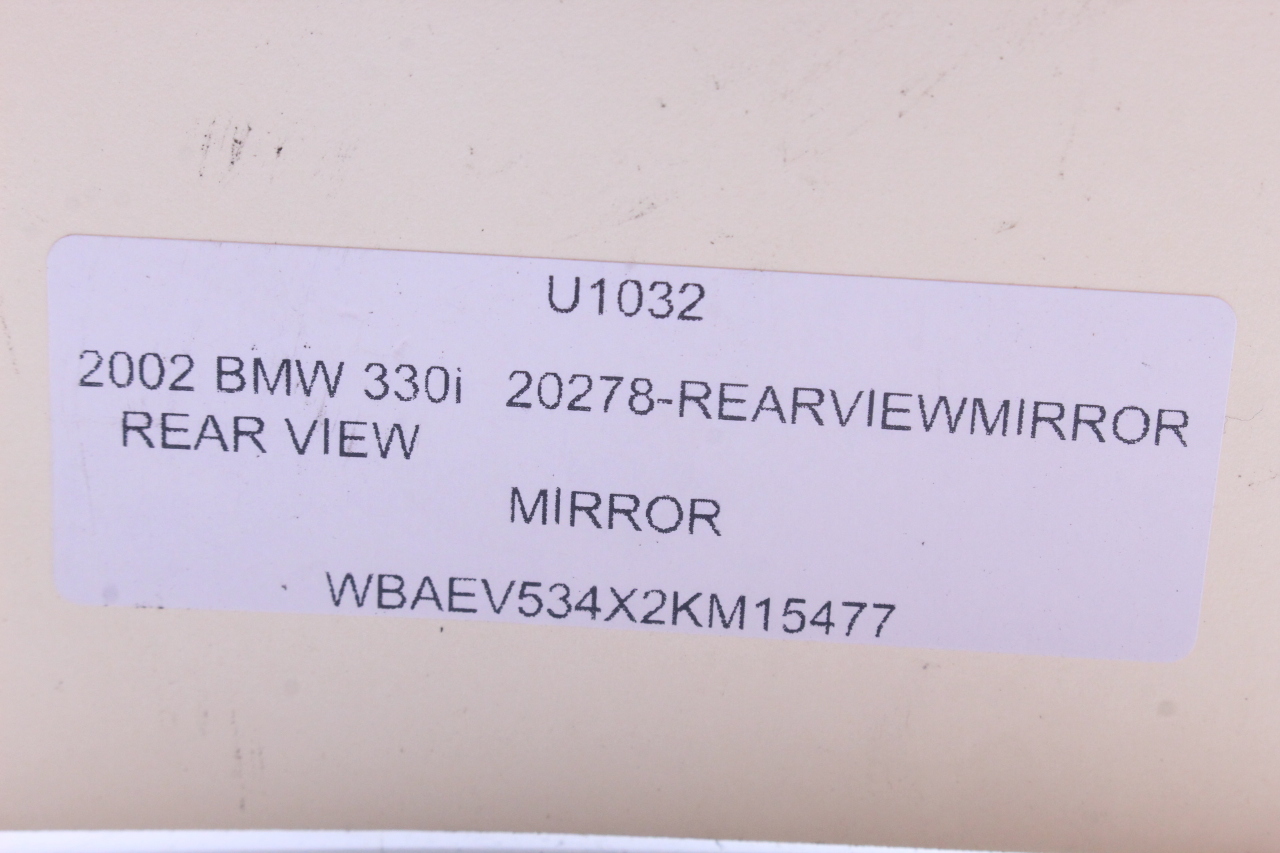 U1032
2002 BMW 330i 20278-REARVIEWMIRROR
REAR VIEW
MIRROR
WBAEV534X2KM15477